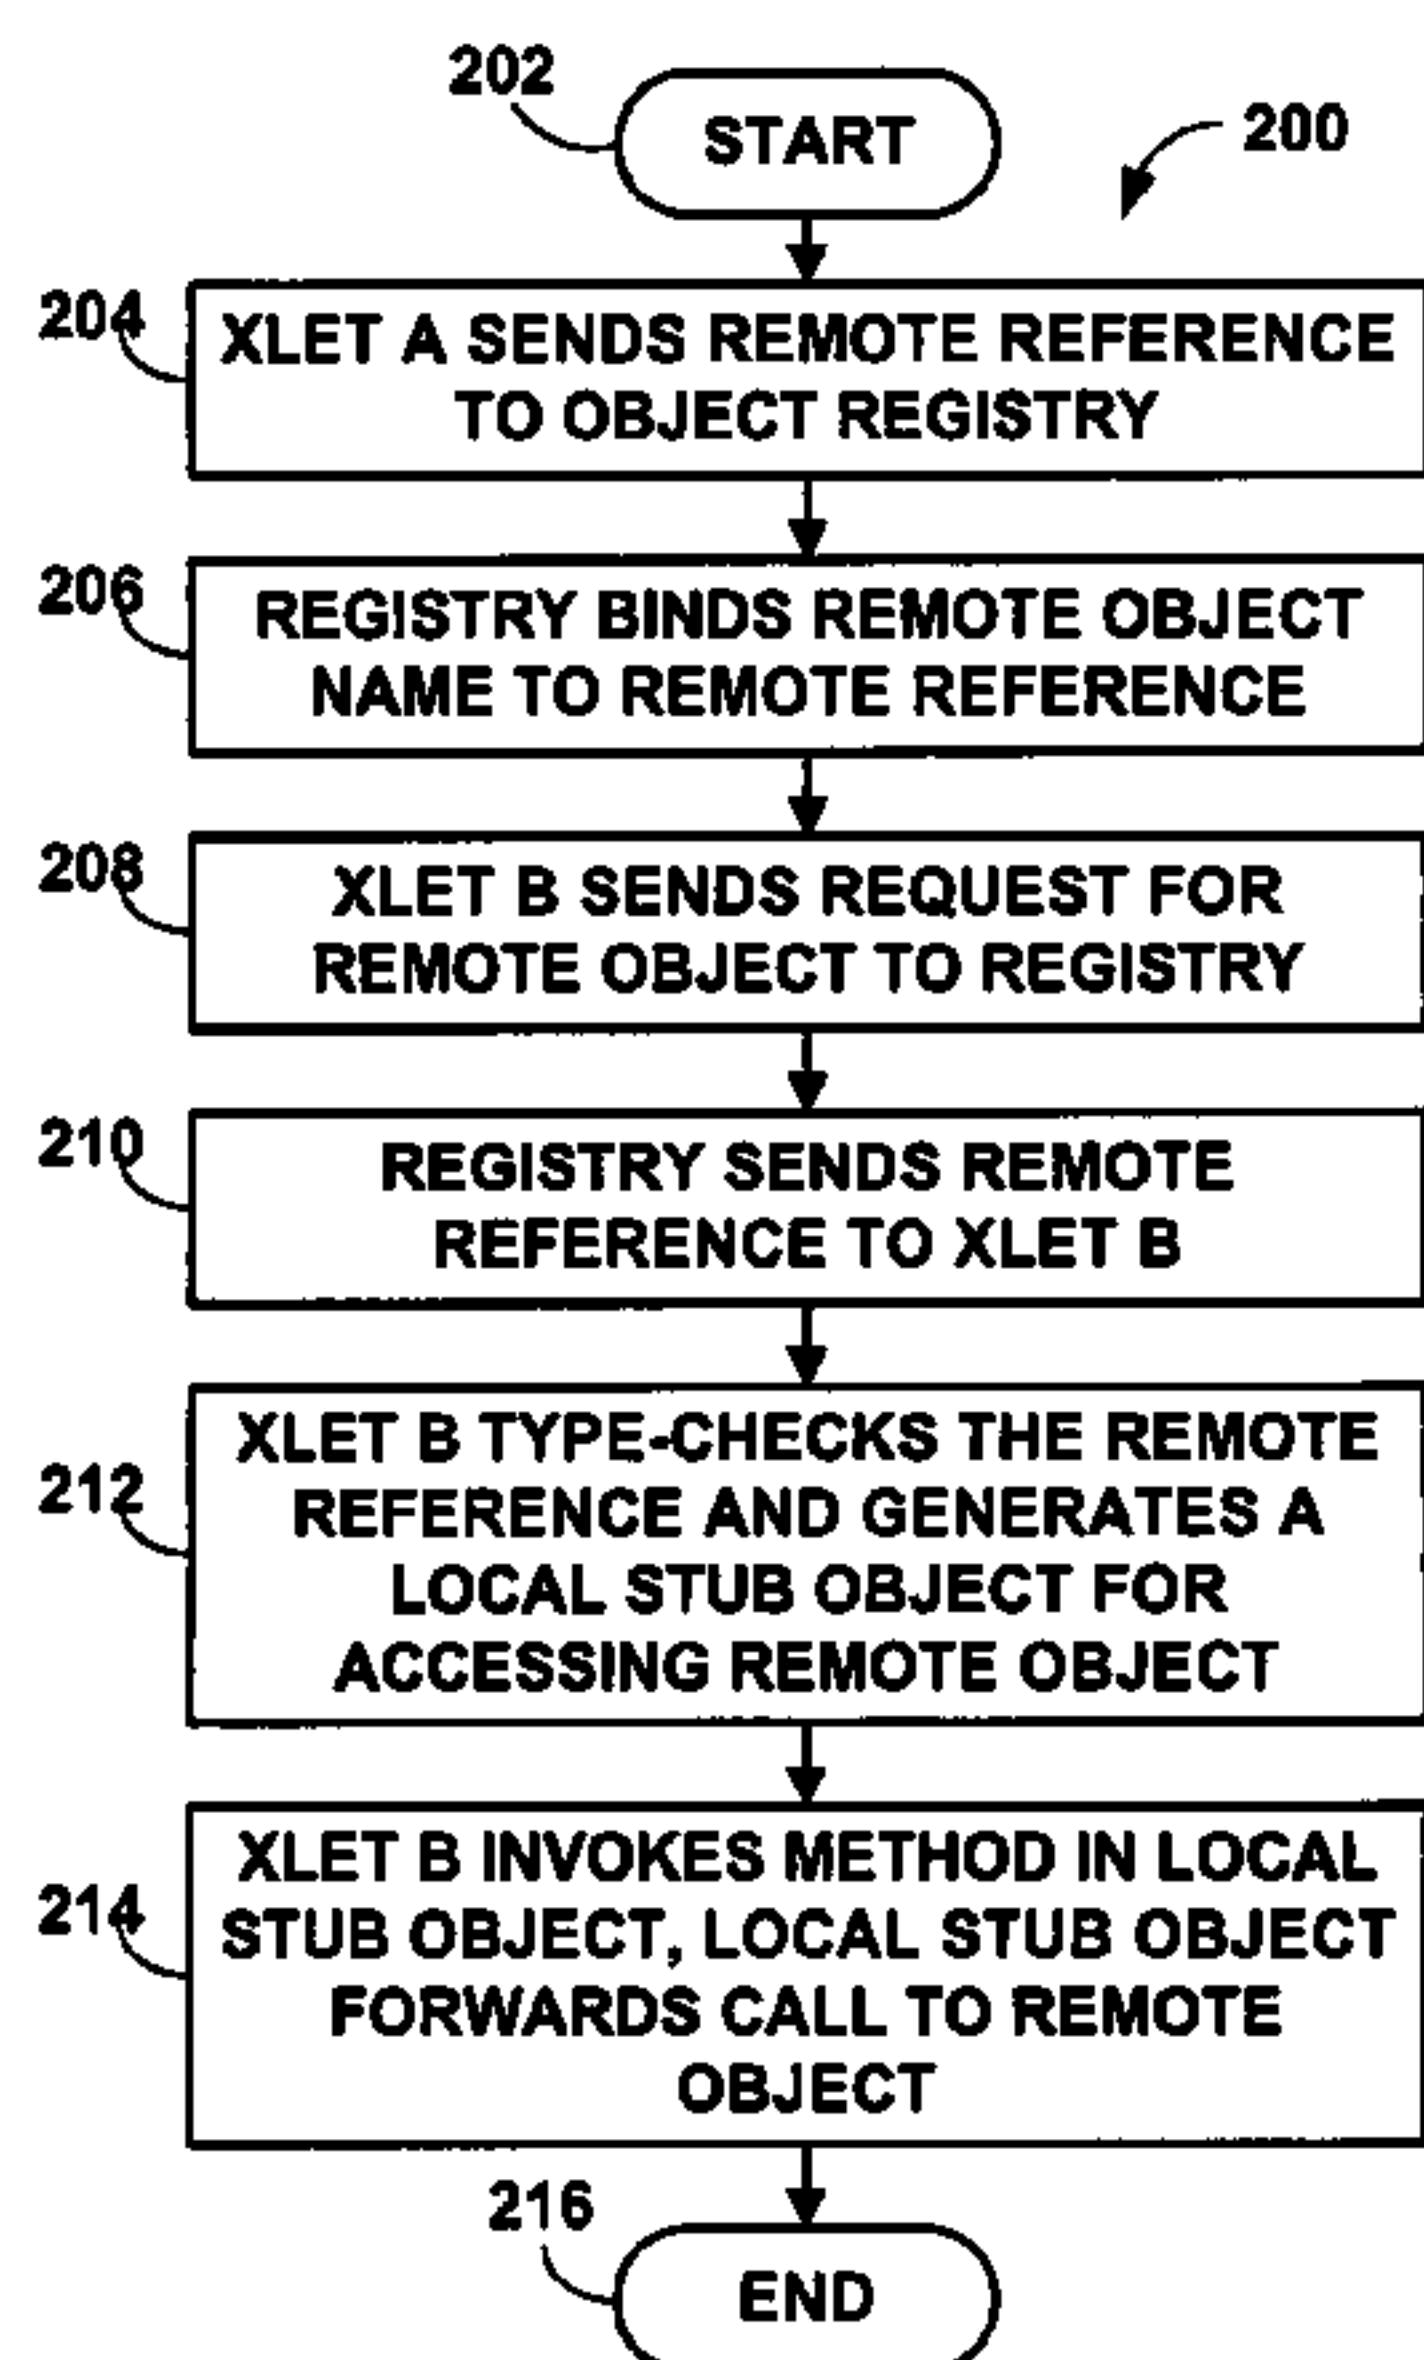 202
START
200
204
XLET A SENDS REMOTE REFERENCE
TO OBJECT REGISTRY
206
REGISTRY BINDS REMOTE OBJECT
NAME TO REMOTE REFERENCE
208
XLET B SENDS REQUEST FOR
REMOTE OBJECT TO REGISTRY
210
REGISTRY SENDS REMOTE
REFERENCE TO XLET B
212
XLET B TYPE-CHECKS THE REMOTE
REFERENCE AND GENERATES A
LOCAL STUB OBJECT FOR
ACCESSING REMOTE OBJECT
214
XLET B INVOKES METHOD IN LOCAL
STUB OBJECT, LOCAL STUB OBJECT
FORWARDS CALL TO REMOTE
OBJECT
216
END